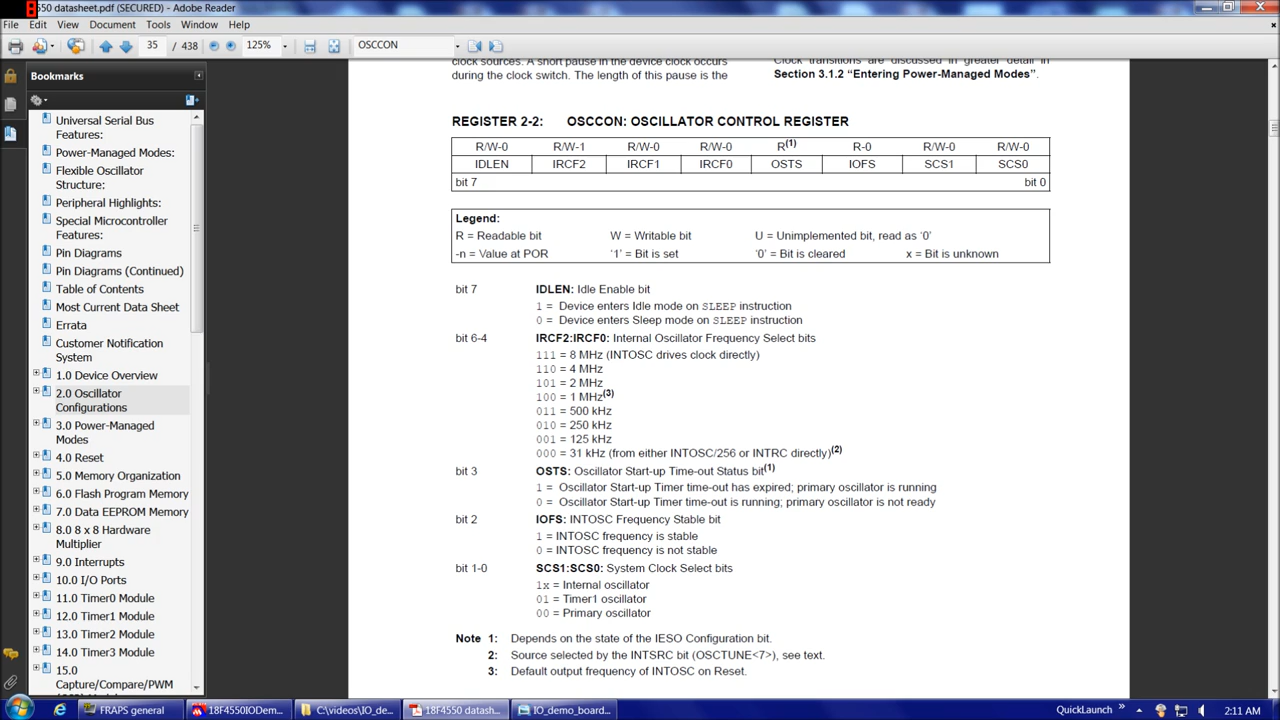 550 datasheet.pdf (SECURED) - Adobe Reader
File Edit View Document Tools Window Help
35 / 438 125% OSCCON
Bookmarks
Universal Serial Bus
Features:
Power-Managed Modes:
Flexible Oscillator
Structure:
Peripheral Highlights:
Special Microcontroller
Features:
Pin Diagrams
Pin Diagrams (Continued)
Table of Contents
Most Current Data Sheet
Errata
Customer Notification
System
1.0 Device Overview
2.0 Oscillator
Configurations
3.0 Power-Managed
Modes
4.0 Reset
5.0 Memory Organization
6.0 Flash Program Memory
7.0 Data EEPROM Memory
8.0 8 x 8 Hardware
Multiplier
9.0 Interrupts
10.0 I/O Ports
11.0 Timer0 Module
12.0 Timer1 Module
13.0 Timer2 Module
14.0 Timer3 Module
15.0
Capture/Compare/PWM
clock sources. A short pause in the device clock occurs
during the clock switch. The length of this pause is the
Clock transitions are discussed in greater detail in
Section 3.1.2 “Entering Power-Managed Modes”.
REGISTER 2-2: OSCCON: OSCILLATOR CONTROL REGISTER
R/W-0 R/W-1 R/W-0 R/W-0 R(1) R-0 R/W-0 R/W-0
IDLEN IRCF2 IRCF1 IRCF0 OSTS IOFS SCS1 SCS0
bit 7 bit 0
Legend:
R = Readable bit W = Writable bit U = Unimplemented bit, read as ‘0’
-n = Value at POR ‘1’ = Bit is set ‘0’ = Bit is cleared x = Bit is unknown
bit 7 IDLEN: Idle Enable bit
1 = Device enters Idle mode on SLEEP instruction
0 = Device enters Sleep mode on SLEEP instruction
bit 6-4 IRCF2:IRCF0: Internal Oscillator Frequency Select bits
111 = 8 MHz (INTOSC drives clock directly)
110 = 4 MHz
101 = 2 MHz
100 = 1 MHz(3)
011 = 500 kHz
010 = 250 kHz
001 = 125 kHz
000 = 31 kHz (from either INTOSC/256 or INTRC directly)(2)
bit 3 OSTS: Oscillator Start-up Time-out Status bit(1)
1 = Oscillator Start-up Timer time-out has expired; primary oscillator is running
0 = Oscillator Start-up Timer time-out is running; primary oscillator is not ready
bit 2 IOFS: INTOSC Frequency Stable bit
1 = INTOSC frequency is stable
0 = INTOSC frequency is not stable
bit 1-0 SCS1:SCS0: System Clock Select bits
1x = Internal oscillator
01 = Timer1 oscillator
00 = Primary oscillator
Note 1: Depends on the state of the IESO Configuration bit.
2: Source selected by the INTSRC bit (OSCTUNE<7>), see text.
3: Default output frequency of INTOSC on Reset.
FRAPS general 18F4550IODem... C:\videos\IO_de... 18F4550 datash... IO_demo_board... QuickLaunch 2:11 AM